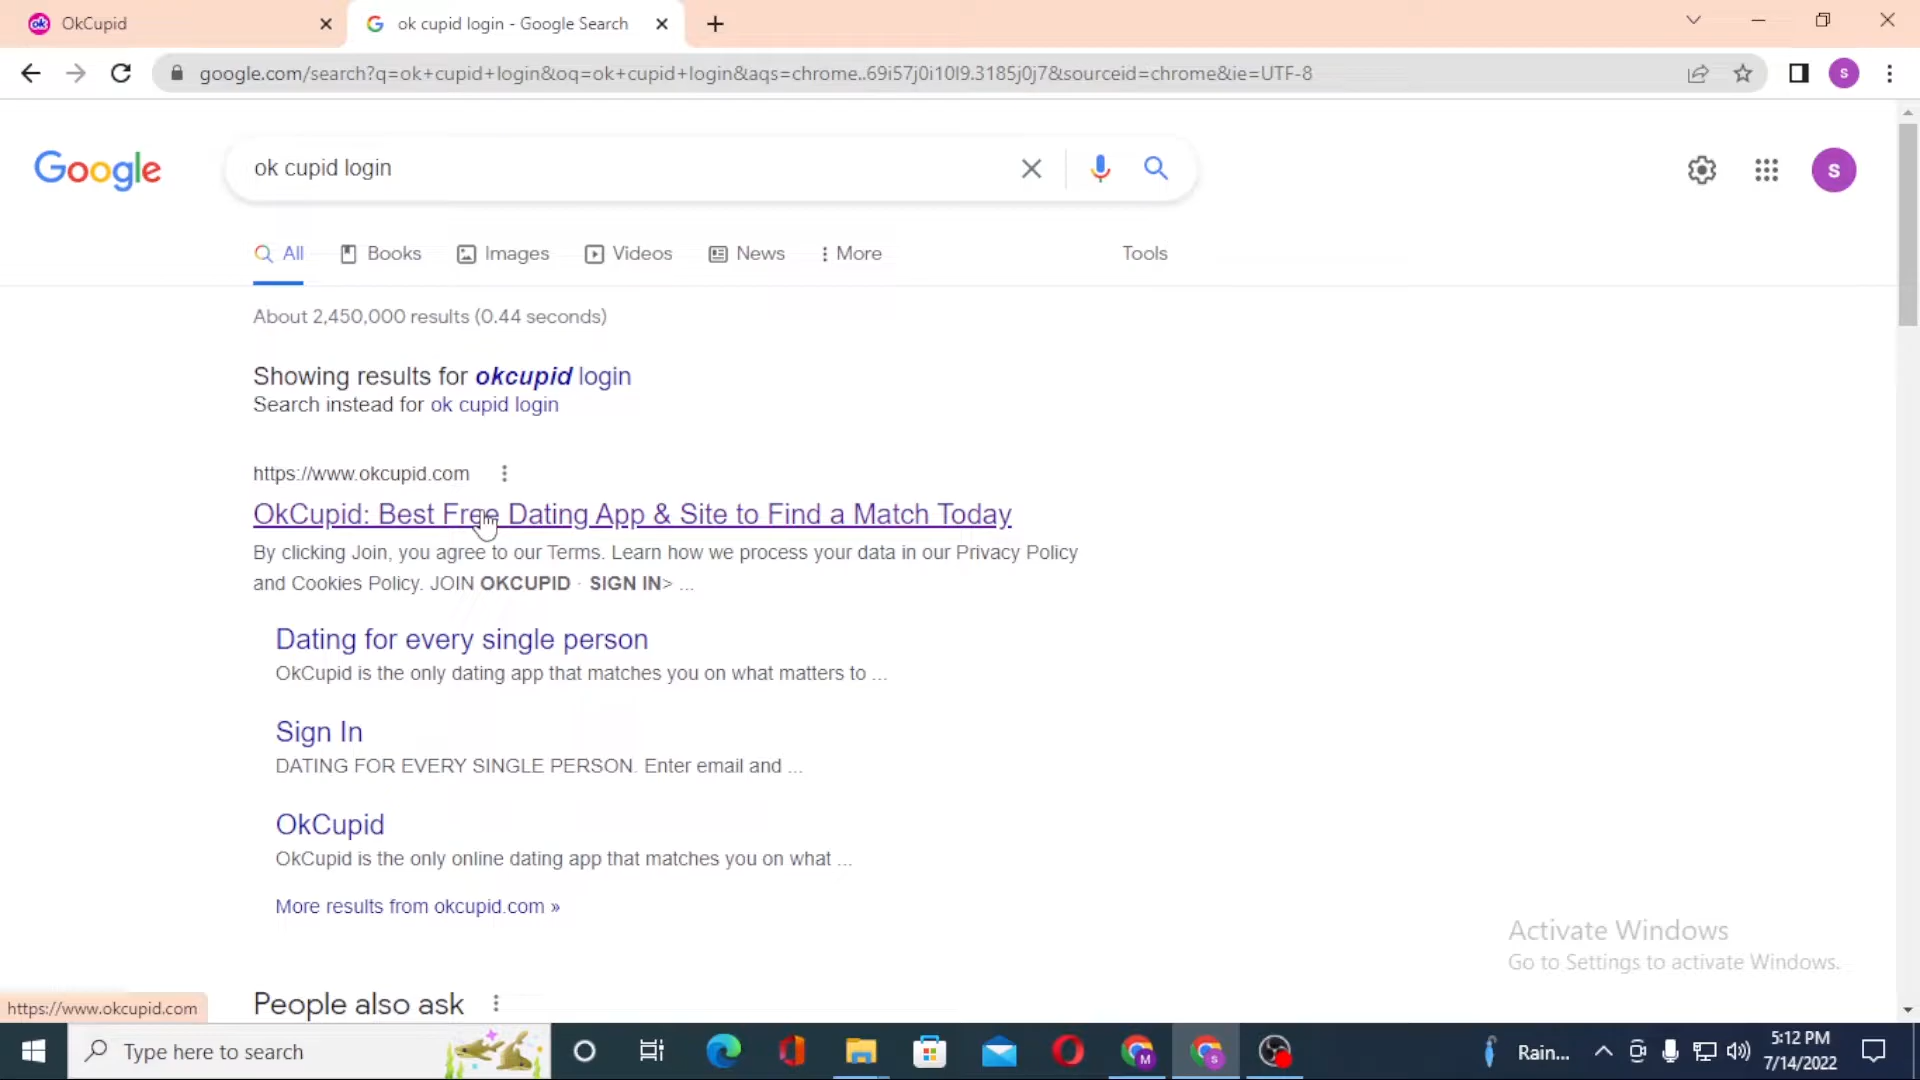 ok OkCupid
ok cupid login - Google Search
google.com/search?q=ok+cupid+login&oq=ok+cupid+login&aqs=chrome..69i57j0i10l9.3185j0j7&sourceid=chrome&ie=UTF-8
S
Google
ok cupid login
S
All
Books
Images
Videos
News
More
Tools
About 2,450,000 results (0.44 seconds)
Showing results for okcupid login
Search instead for ok cupid login
https://www.okcupid.com
OkCupid: Best Free Dating App & Site to Find a Match Today
By clicking Join, you agree to our Terms. Learn how we process your data in our Privacy Policy
and Cookies Policy. JOIN OKCUPID · SIGN IN> ...
Dating for every single person
OkCupid is the only dating app that matches you on what matters to ...
Sign In
DATING FOR EVERY SINGLE PERSON. Enter email and ...
OkCupid
OkCupid is the only online dating app that matches you on what ...
More results from okcupid.com »
Activate Windows
Go to Settings to activate Windows.
People also ask
https://www.okcupid.com
Type here to search
M
S
Rain...
5:12 PM
7/14/2022